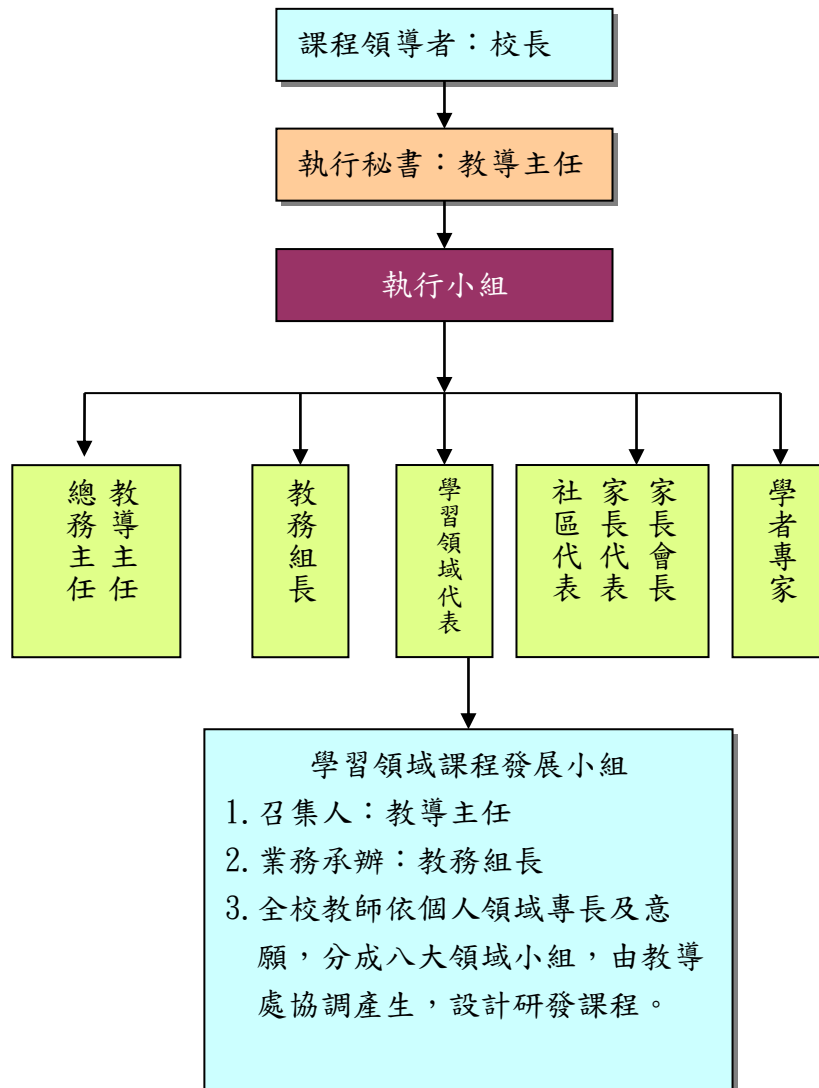 課程領導者：校長
執行秘書：教導主任
執行小組
教導主任
總務主任
教務組長
學習領域代表
家長會長
家長代表
社區代表
學者專家
學習領域課程發展小組
1.召集人：教導主任
2.業務承辦：教務組長
3.全校教師依個人領域專長及意
願，分成八大領域小組，由教導
處協調產生，設計研發課程。